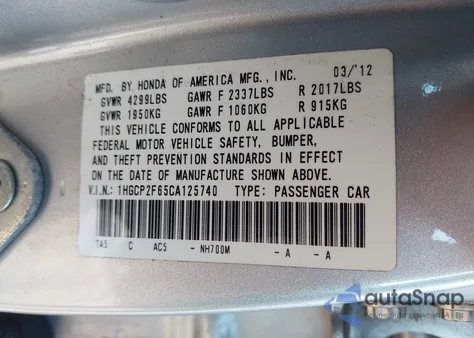 MFD. BY HONDA OF AMERICA MFG., INC. 03/'12
GVWR 4299LBS GAWR F 2337LBS R 2017LBS
GVWR 1950KG GAWR F 1060KG R 915KG
THIS VEHICLE CONFORMS TO ALL APPLICABLE
FEDERAL MOTOR VEHICLE SAFETY, BUMPER,
AND THEFT PREVENTION STANDARDS IN EFFECT
ON THE DATE OF MANUFACTURE SHOWN ABOVE.
V.I.N.: 1HGCP2F65CA125740 TYPE: PASSENGER CAR
TA5 C AC5 - NH700M - A - A
autoSnap